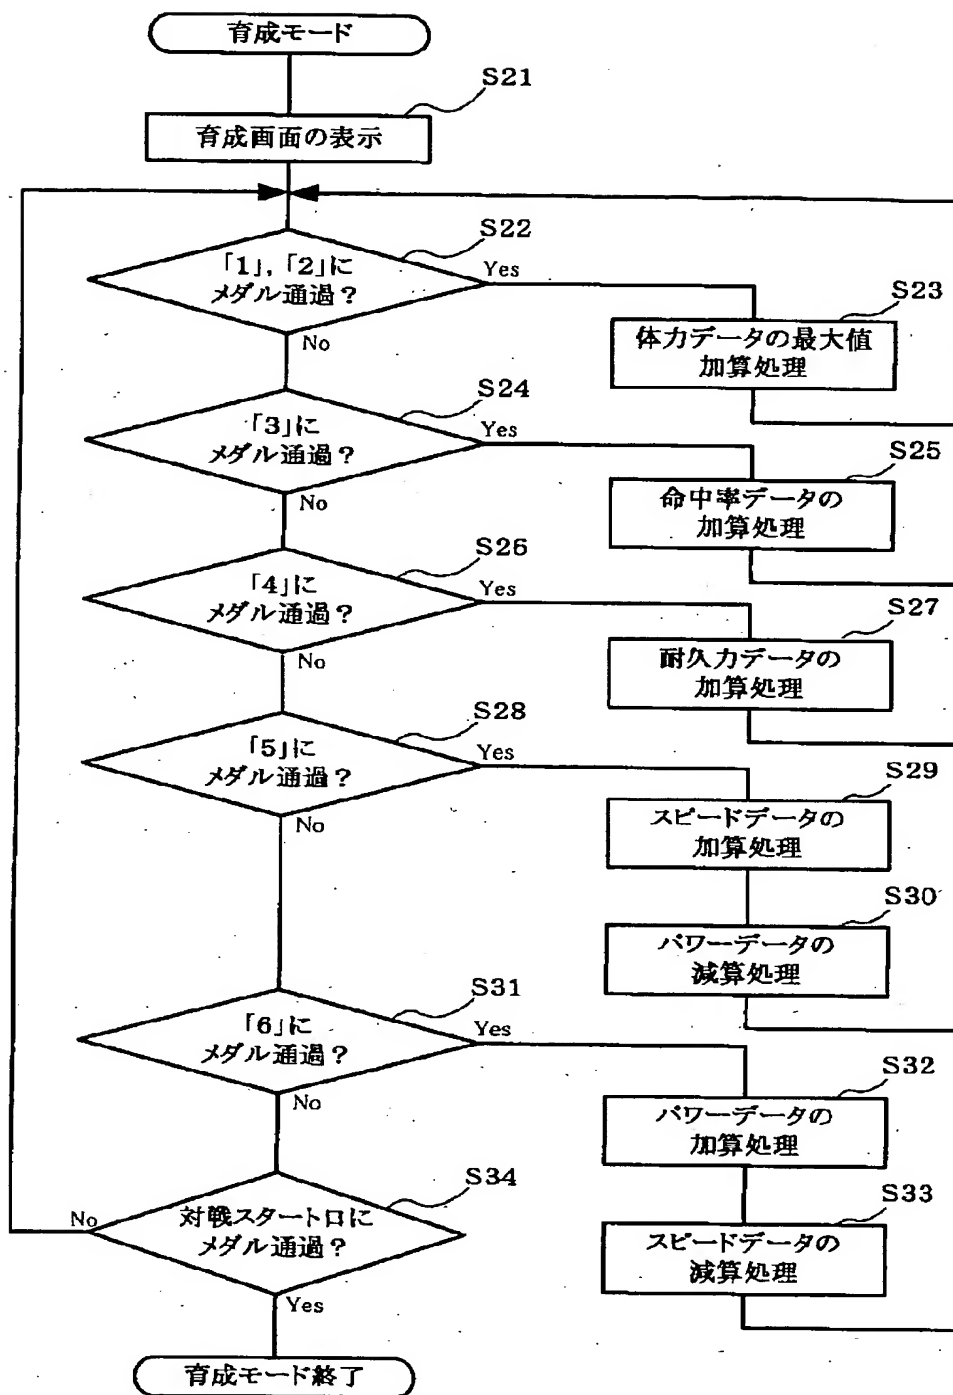 育成モード
S21
育成画面の表示
S22
「1」,「2」に
メダル通過？
Yes
No
S23
体力データの最大値
加算処理
S24
「3」に
メダル通過？
Yes
No
S25
命中率データの
加算処理
S26
「4」に
メダル通過？
Yes
No
S27
耐久力データの
加算処理
S28
「5」に
メダル通過？
Yes
No
S29
スピードデータの
加算処理
S30
パワーデータの
減算処理
S31
「6」に
メダル通過？
Yes
No
S32
パワーデータの
加算処理
S33
スピードデータの
減算処理
S34
対戦スタート口に
メダル通過？
No
Yes
育成モード終了